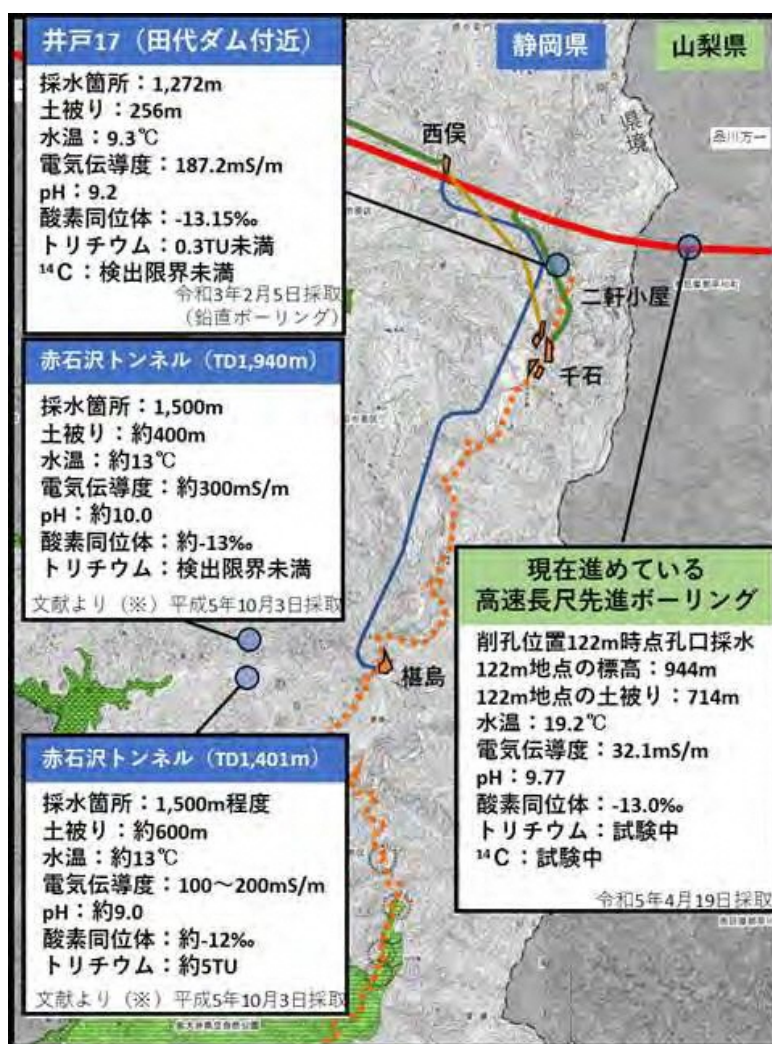 井戸17（田代ダム付近）
採水箇所：1,272m
土被り：256m
水温：9.3℃
電気伝導度：187.2mS/m
pH：9.2
酸素同位体：-13.15‰
トリチウム：0.3TU未満
¹⁴C：検出限界未満
令和3年2月5日採取
（鉛直ボーリング）
静岡県
山梨県
県境
西俣
二軒小屋
千石
椹島
赤石沢トンネル（TD1,940m）
採水箇所：1,500m
土被り：約400m
水温：約13℃
電気伝導度：約300mS/m
pH：約10.0
酸素同位体：約-13‰
トリチウム：検出限界未満
文献より（※）平成5年10月3日採取
赤石沢トンネル（TD1,401m）
採水箇所：1,500m程度
土被り：約600m
水温：約13℃
電気伝導度：100～200mS/m
pH：約9.0
酸素同位体：約-12‰
トリチウム：約5TU
文献より（※）平成5年10月3日採取
現在進めている
高速長尺先進ボーリング
削孔位置122m時点孔口採水
122m地点の標高：944m
122m地点の土被り：714m
水温：19.2℃
電気伝導度：32.1mS/m
pH：9.77
酸素同位体：-13.0‰
トリチウム：試験中
¹⁴C：試験中
令和5年4月19日採取